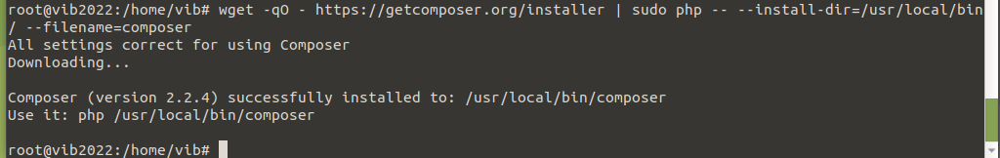 root@vib2022:/home/vib# wget -qO - https://getcomposer.org/installer | sudo php -- --install-dir=/usr/local/bin
/ --filename=composer
All settings correct for using Composer
Downloading...
Composer (version 2.2.4) successfully installed to: /usr/local/bin/composer
Use it: php /usr/local/bin/composer
root@vib2022:/home/vib#